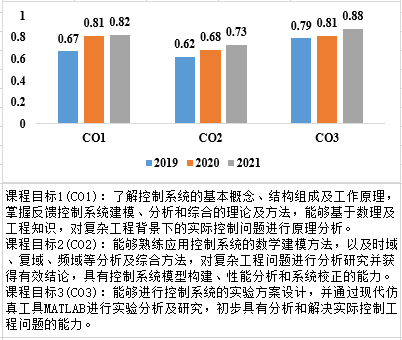 1
0.8
0.6
0.4
0.2
0
0.67
0.81
0.82
0.62
0.68
0.73
0.79
0.81
0.88
CO1
CO2
CO3
2019
2020
2021
课程目标1(CO1)：了解控制系统的基本概念、结构组成及工作原理，
掌握反馈控制系统建模、分析和综合的理论及方法，能够基于数理及
工程知识，对复杂工程背景下的实际控制问题进行原理分析。
课程目标2(CO2)：能够熟练应用控制系统的数学建模方法，以及时域
、复域、频域等分析及综合方法，对复杂工程问题进行分析研究并获
得有效结论，具有控制系统模型构建、性能分析和系统校正的能力。
课程目标3(CO3)：能够进行控制系统的实验方案设计，并通过现代仿
真工具MATLAB进行实验分析及研究，初步具有分析和解决实际控制工
程问题的能力。